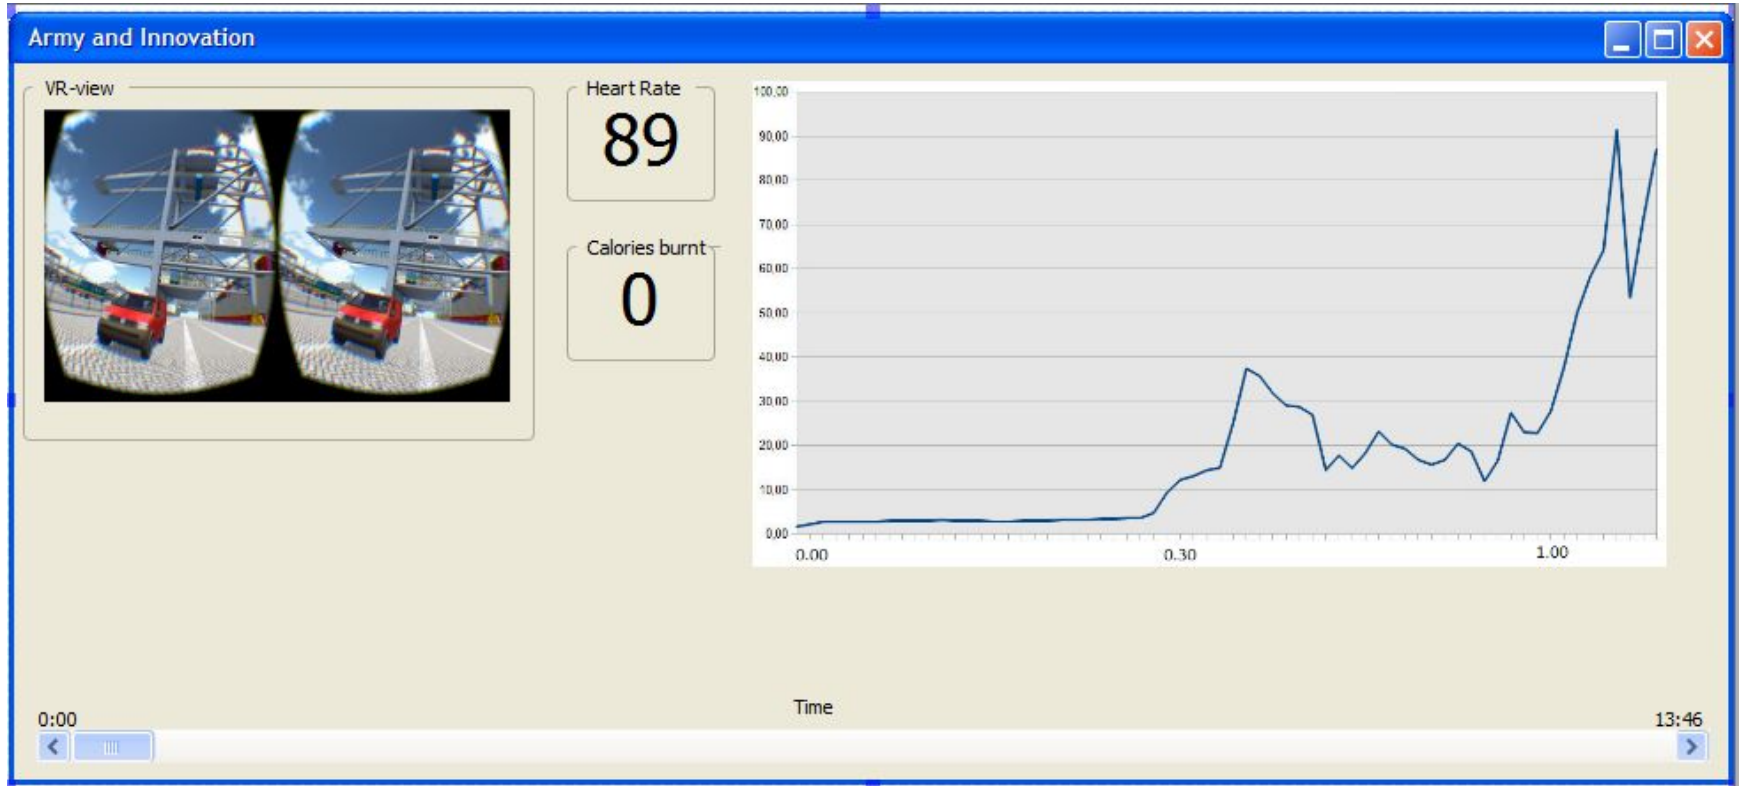 Army and Innovation
VR-view
Heart Rate
89
Calories burnt
0
100,00
90,00
80,00
70,00
60,00
50,00
40,00
30,00
20,00
10,00
0,00
0.00 0.30 1.00
Time
0:00 13:46